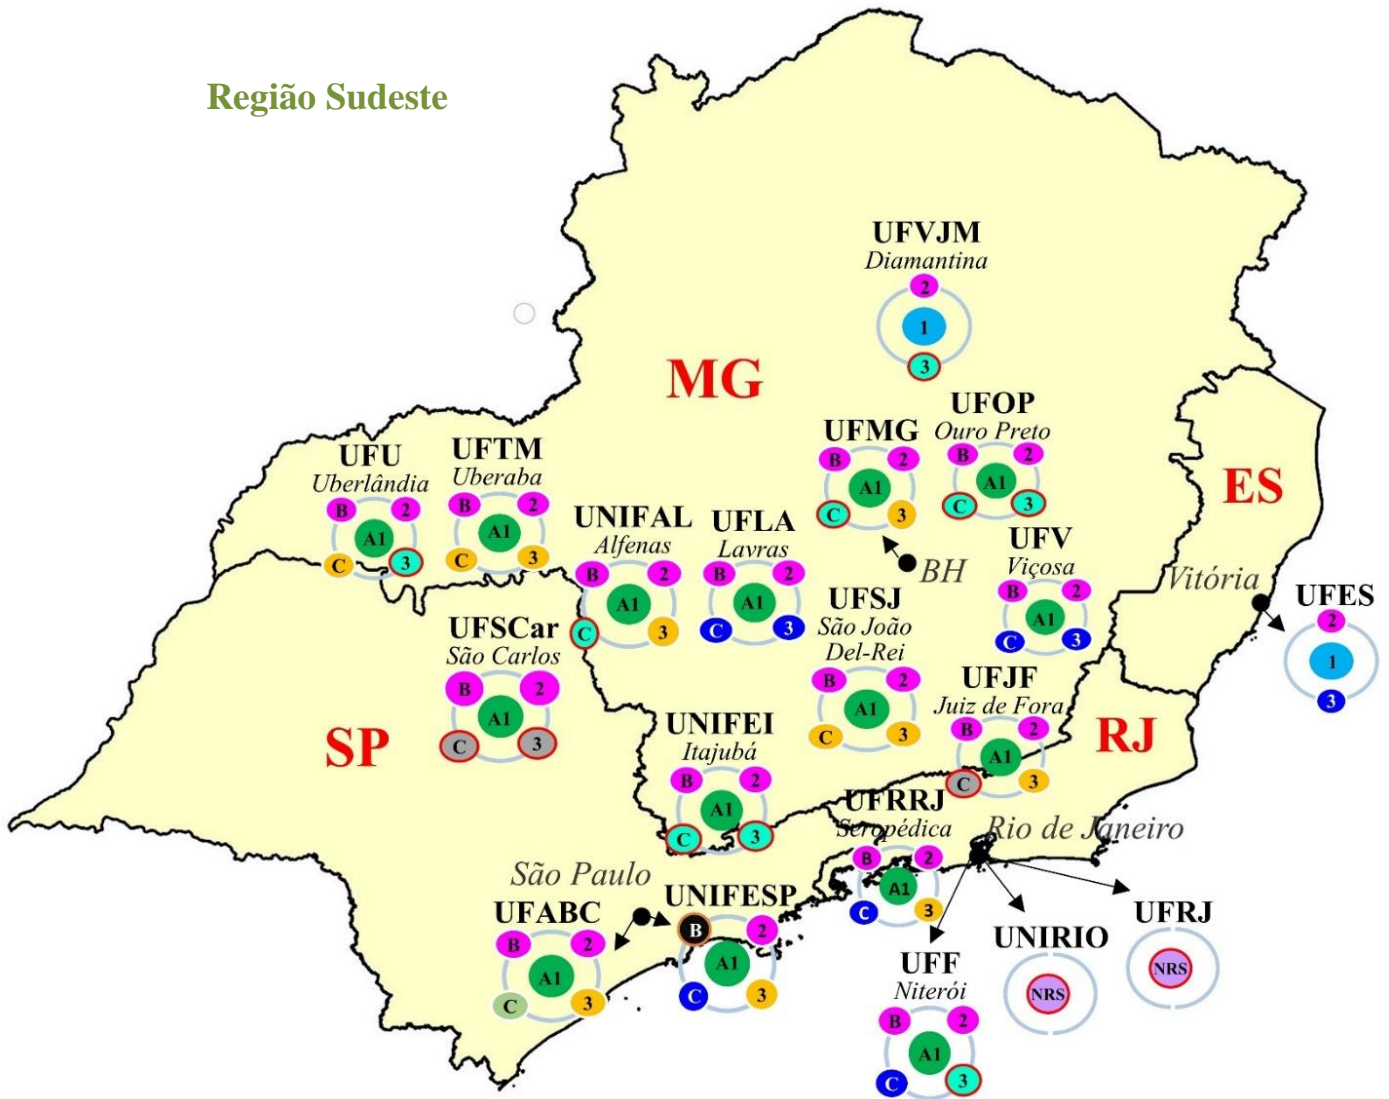 Região Sudeste
UFVJM
Diamantina
2
1
3
MG
UFOP
Ouro Preto
B 2
A1
C 3
UFMG
B 2
A1
C 3
BH
UFU
Uberlândia
B 2
A1
C 3
UFTM
Uberaba
B 2
A1
C 3
ES
UNIFAL
Alfenas
B 2
A1
C 3
UFLA
Lavras
B 2
A1
C 3
UFV
Viçosa
B 2
A1
C 3
Vitória
UFES
2
1
3
UFSJ
São João
Del-Rei
B 2
A1
C 3
UFSCar
São Carlos
B 2
A1
C 3
SP
UFJF
Juiz de Fora
B 2
A1
C 3
RJ
UNIFEI
Itajubá
B 2
A1
C 3
UFRRJ
Seropédica
B 2
A1
C 3
Rio de Janeiro
São Paulo
UFABC
B 2
A1
C 3
UNIFESP
B 2
A1
C 3
UFF
Niterói
B 2
A1
C 3
UNIRIO
NRS
UFRJ
NRS